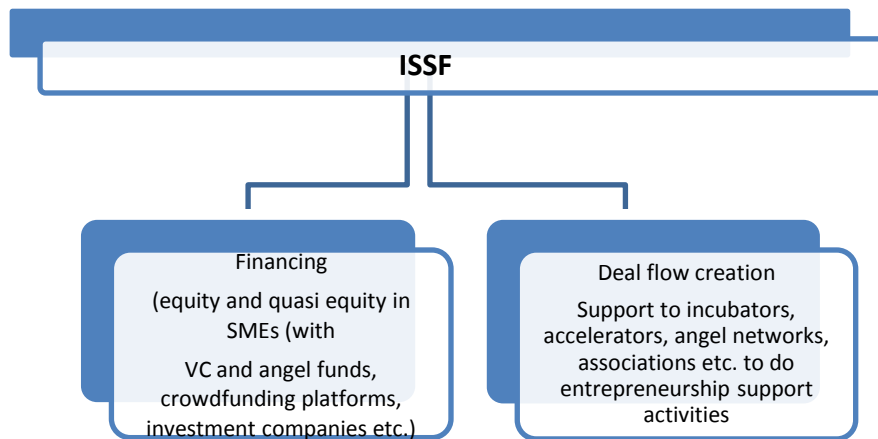 ISSF
Financing
(equity and quasi equity in
SMEs (with
VC and angel funds,
crowdfunding platforms,
investment companies etc.)
Deal flow creation
Support to incubators,
accelerators, angel networks,
associations etc. to do
entrepreneurship support
activities